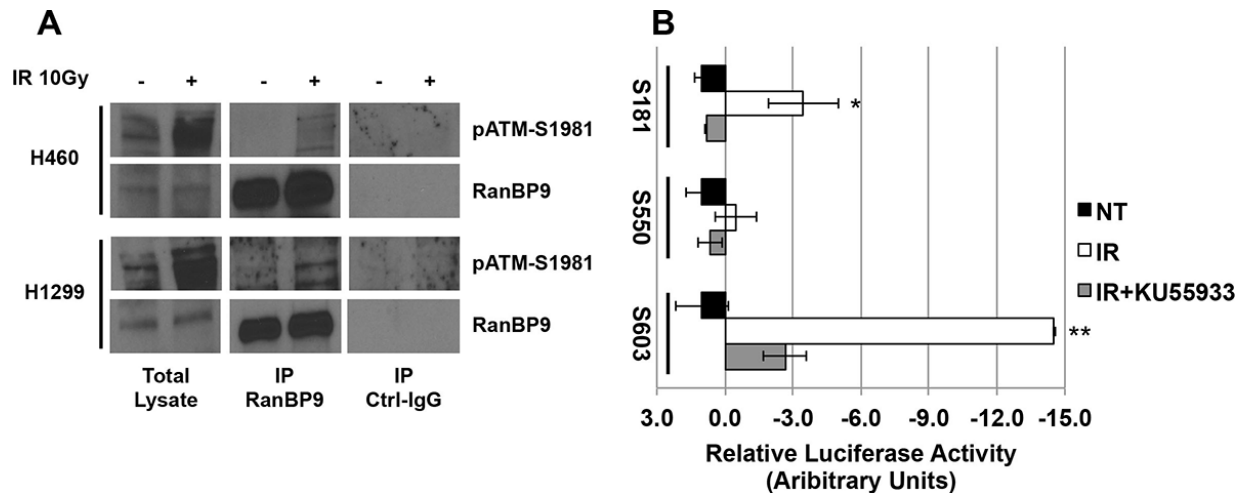 A
IR 10Gy - + - + - +
H460
pATM-S1981
RanBP9
H1299
pATM-S1981
RanBP9
Total Lysate
IP RanBP9
IP Ctrl-IgG
B
S181
*
S550
S603
**
NT
IR
IR+KU55933
3.0 0.0 -3.0 -6.0 -9.0 -12.0 -15.0
Relative Luciferase Activity
(Aribitrary Units)